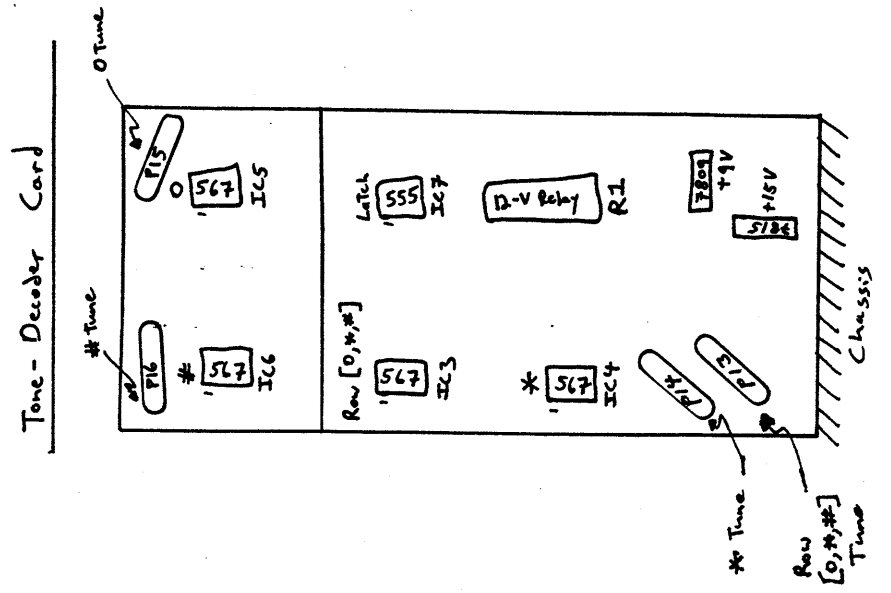 Tone-Decoder Card
0 Tune
# Tune
P15
P16
0
567
IC5
#
567
IC6
Latch
555
IC7
Row [0,*,#]
567
IC3
12-V Relay
R1
*
567
IC4
7809
+9V
7815
+15V
P14
P13
* Tune
Row
[0,*,#]
Tune
Chassis